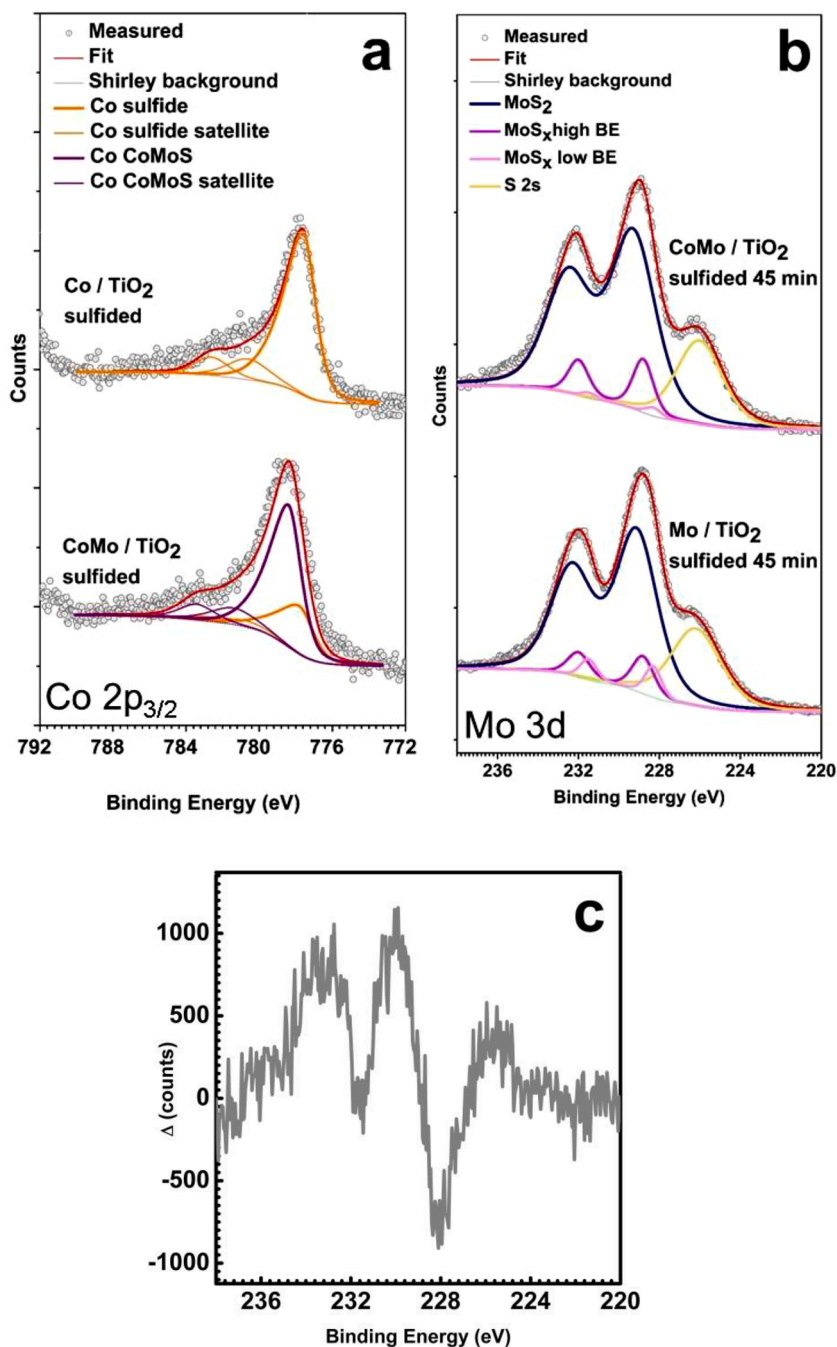 a
Measured
Fit
Shirley background
Co sulfide
Co sulfide satellite
Co CoMoS
Co CoMoS satellite
Co / TiO2
sulfided
CoMo / TiO2
sulfided
Co 2p3/2
Counts
792 788 784 780 776 772
Binding Energy (eV)
b
Measured
Fit
Shirley background
MoS2
MoSxhigh BE
MoSx low BE
S 2s
CoMo / TiO2
sulfided 45 min
Mo / TiO2
sulfided 45 min
Mo 3d
Counts
236 232 228 224 220
Binding Energy (eV)
c
1000
500
0
-500
-1000
Δ (counts)
236 232 228 224 220
Binding Energy (eV)